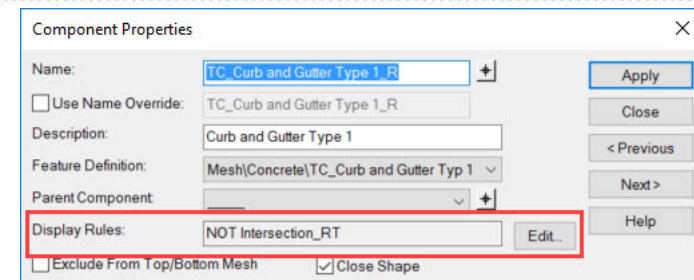 Component Properties
Name: TC_Curb and Gutter Type 1_R Apply
Use Name Override: TC_Curb and Gutter Type 1_R Close
Description: Curb and Gutter Type 1 < Previous
Feature Definition: Mesh\Concrete\TC_Curb and Gutter Typ 1 Next >
Parent Component:
Display Rules: NOT Intersection_RT Edit... Help
Exclude From Top/Bottom Mesh Close Shape